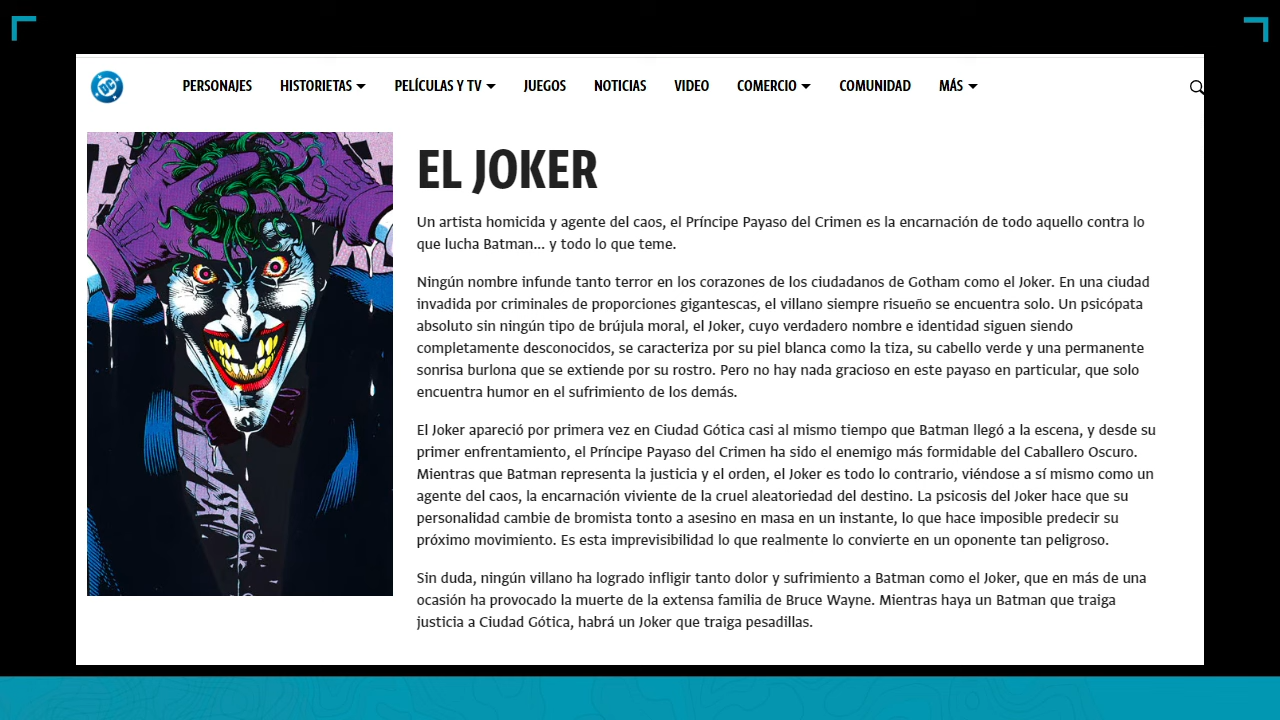 PERSONAJES HISTORIETAS PELÍCULAS Y TV JUEGOS NOTICIAS VIDEO COMERCIO COMUNIDAD MÁS
DC
EL JOKER
Un artista homicida y agente del caos, el Príncipe Payaso del Crimen es la encarnación de todo aquello contra lo
que lucha Batman... y todo lo que teme.
Ningún nombre infunde tanto terror en los corazones de los ciudadanos de Gotham como el Joker. En una ciudad
invadida por criminales de proporciones gigantescas, el villano siempre risueño se encuentra solo. Un psicópata
absoluto sin ningún tipo de brújula moral, el Joker, cuyo verdadero nombre e identidad siguen siendo
completamente desconocidos, se caracteriza por su piel blanca como la tiza, su cabello verde y una permanente
sonrisa burlona que se extiende por su rostro. Pero no hay nada gracioso en este payaso en particular, que solo
encuentra humor en el sufrimiento de los demás.
El Joker apareció por primera vez en Ciudad Gótica casi al mismo tiempo que Batman llegó a la escena, y desde su
primer enfrentamiento, el Príncipe Payaso del Crimen ha sido el enemigo más formidable del Caballero Oscuro.
Mientras que Batman representa la justicia y el orden, el Joker es todo lo contrario, viéndose a sí mismo como un
agente del caos, la encarnación viviente de la cruel aleatoriedad del destino. La psicosis del Joker hace que su
personalidad cambie de bromista tonto a asesino en masa en un instante, lo que hace imposible predecir su
próximo movimiento. Es esta imprevisibilidad lo que realmente lo convierte en un oponente tan peligroso.
Sin duda, ningún villano ha logrado infligir tanto dolor y sufrimiento a Batman como el Joker, que en más de una
ocasión ha provocado la muerte de la extensa familia de Bruce Wayne. Mientras haya un Batman que traiga
justicia a Ciudad Gótica, habrá un Joker que traiga pesadillas.